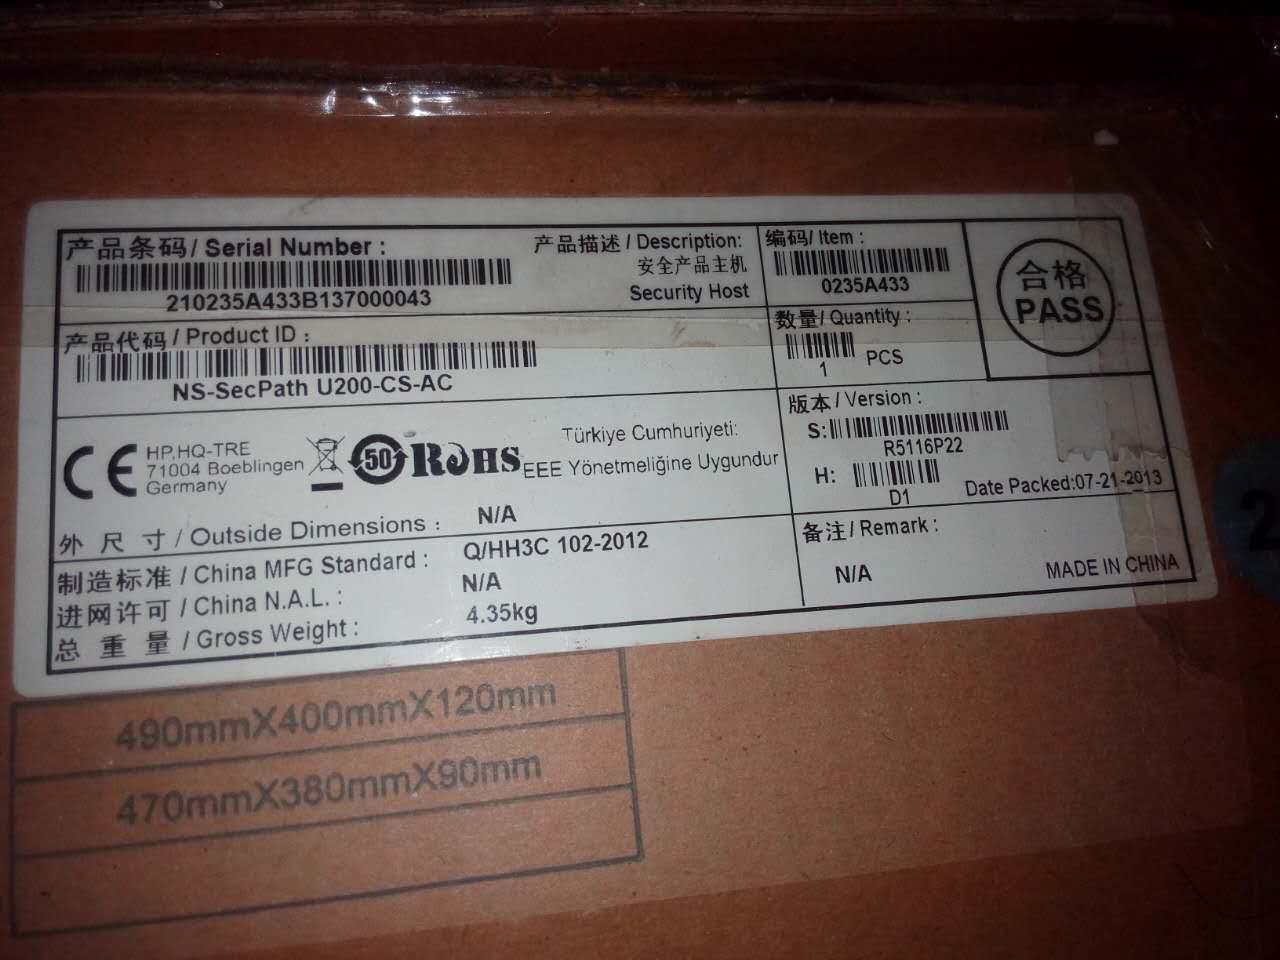 产品条码/ Serial Number :
210235A433B137000043
产品描述 / Description:
安全产品主机
Security Host
编码/ Item :
0235A433
合格
PASS
产品代码 / Product ID :
NS-SecPath U200-CS-AC
数量/ Quantity :
1 PCS
CE HP,HQ-TRE
71004 Boeblingen
Germany
50
RoHS
Türkiye Cumhuriyeti:
EEE Yönetmeliğine Uygundur
版本/ Version :
S:
R5116P22
H:
D1
Date Packed:07-21-2013
外 尺 寸 / Outside Dimensions : N/A
制造标准 / China MFG Standard : Q/HH3C 102-2012
进网许可 / China N.A.L. : N/A
总 重 量 / Gross Weight : 4.35kg
备注/ Remark :
N/A
MADE IN CHINA
490mmX400mmX120mm
470mmX380mmX90mm
2